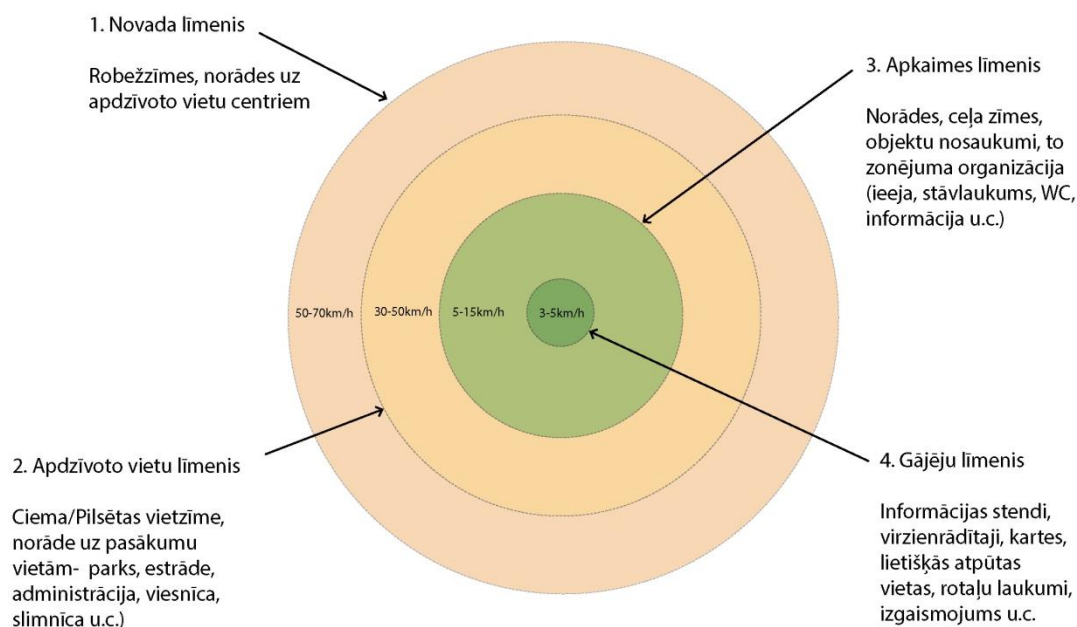 1. Novada līmenis
Robežzīmes, norādes uz
apdzīvoto vietu centriem
3. Apkaimes līmenis
Norādes, ceļa zīmes,
objektu nosaukumi, to
zonējuma organizācija
(ieeja, stāvlaukums, WC,
informācija u.c.)
50-70km/h
30-50km/h
5-15km/h
3-5km/h
2. Apdzīvoto vietu līmenis
Ciema/Pilsētas vietzīme,
norāde uz pasākumu
vietām- parks, estrāde,
administrācija, viesnīca,
slimnīca u.c.)
4. Gājēju līmenis
Informācijas stendi,
virzienrādītaji, kartes,
lietišķās atpūtas
vietas, rotaļu laukumi,
izgaismojums u.c.